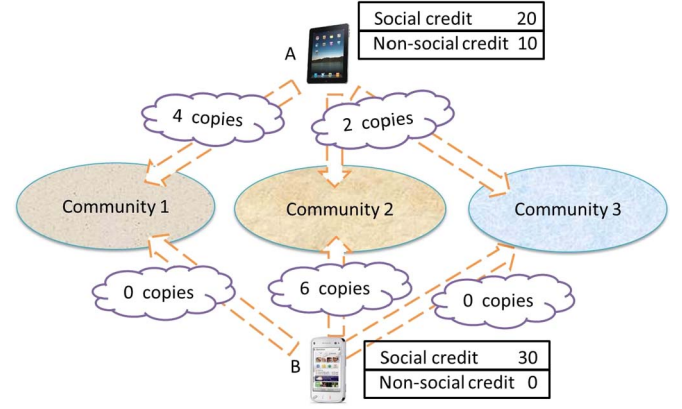 Social credit 20
Non-social credit 10
A
4 copies
2 copies
Community 1
Community 2
Community 3
0 copies
6 copies
0 copies
B
Social credit 30
Non-social credit 0